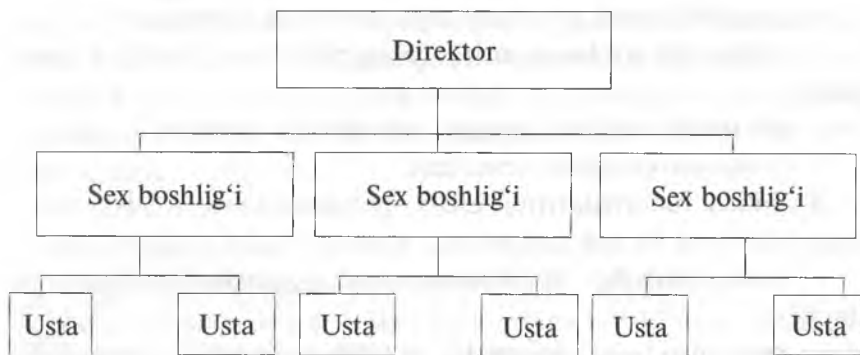 Direktor
Sex boshlig‘i Sex boshlig‘i Sex boshlig‘i
Usta Usta Usta Usta Usta Usta